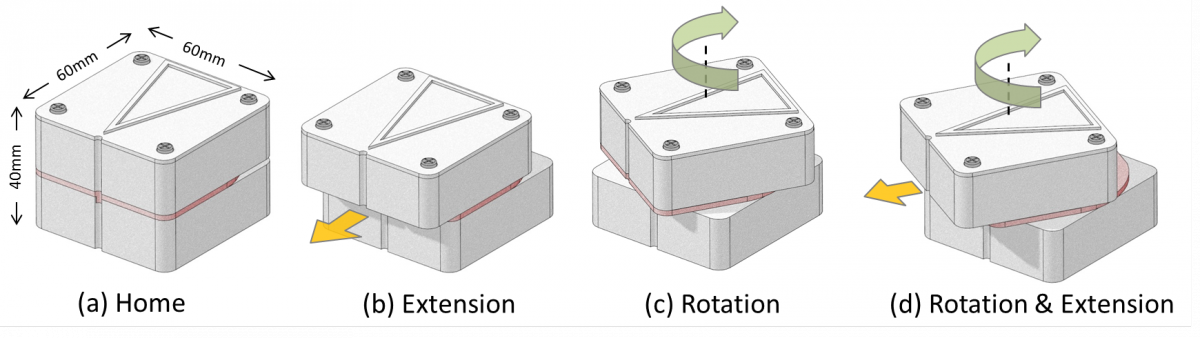 60mm
60mm
40mm
(a) Home
(b) Extension
(c) Rotation
(d) Rotation & Extension